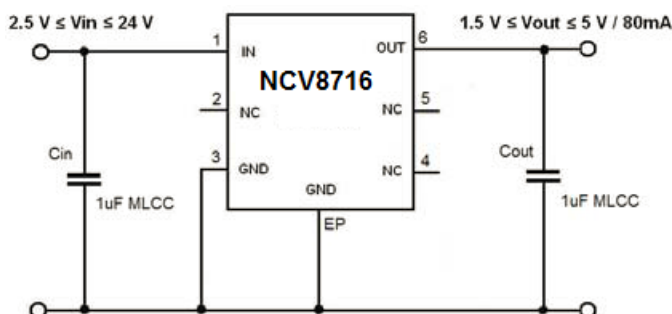 2.5 V ≤ Vin ≤ 24 V
1.5 V ≤ Vout ≤ 5 V / 80mA
1
IN
OUT
6
NCV8716
2
NC
NC
5
3
GND
NC
4
GND
EP
Cin
1uF MLCC
Cout
1uF MLCC